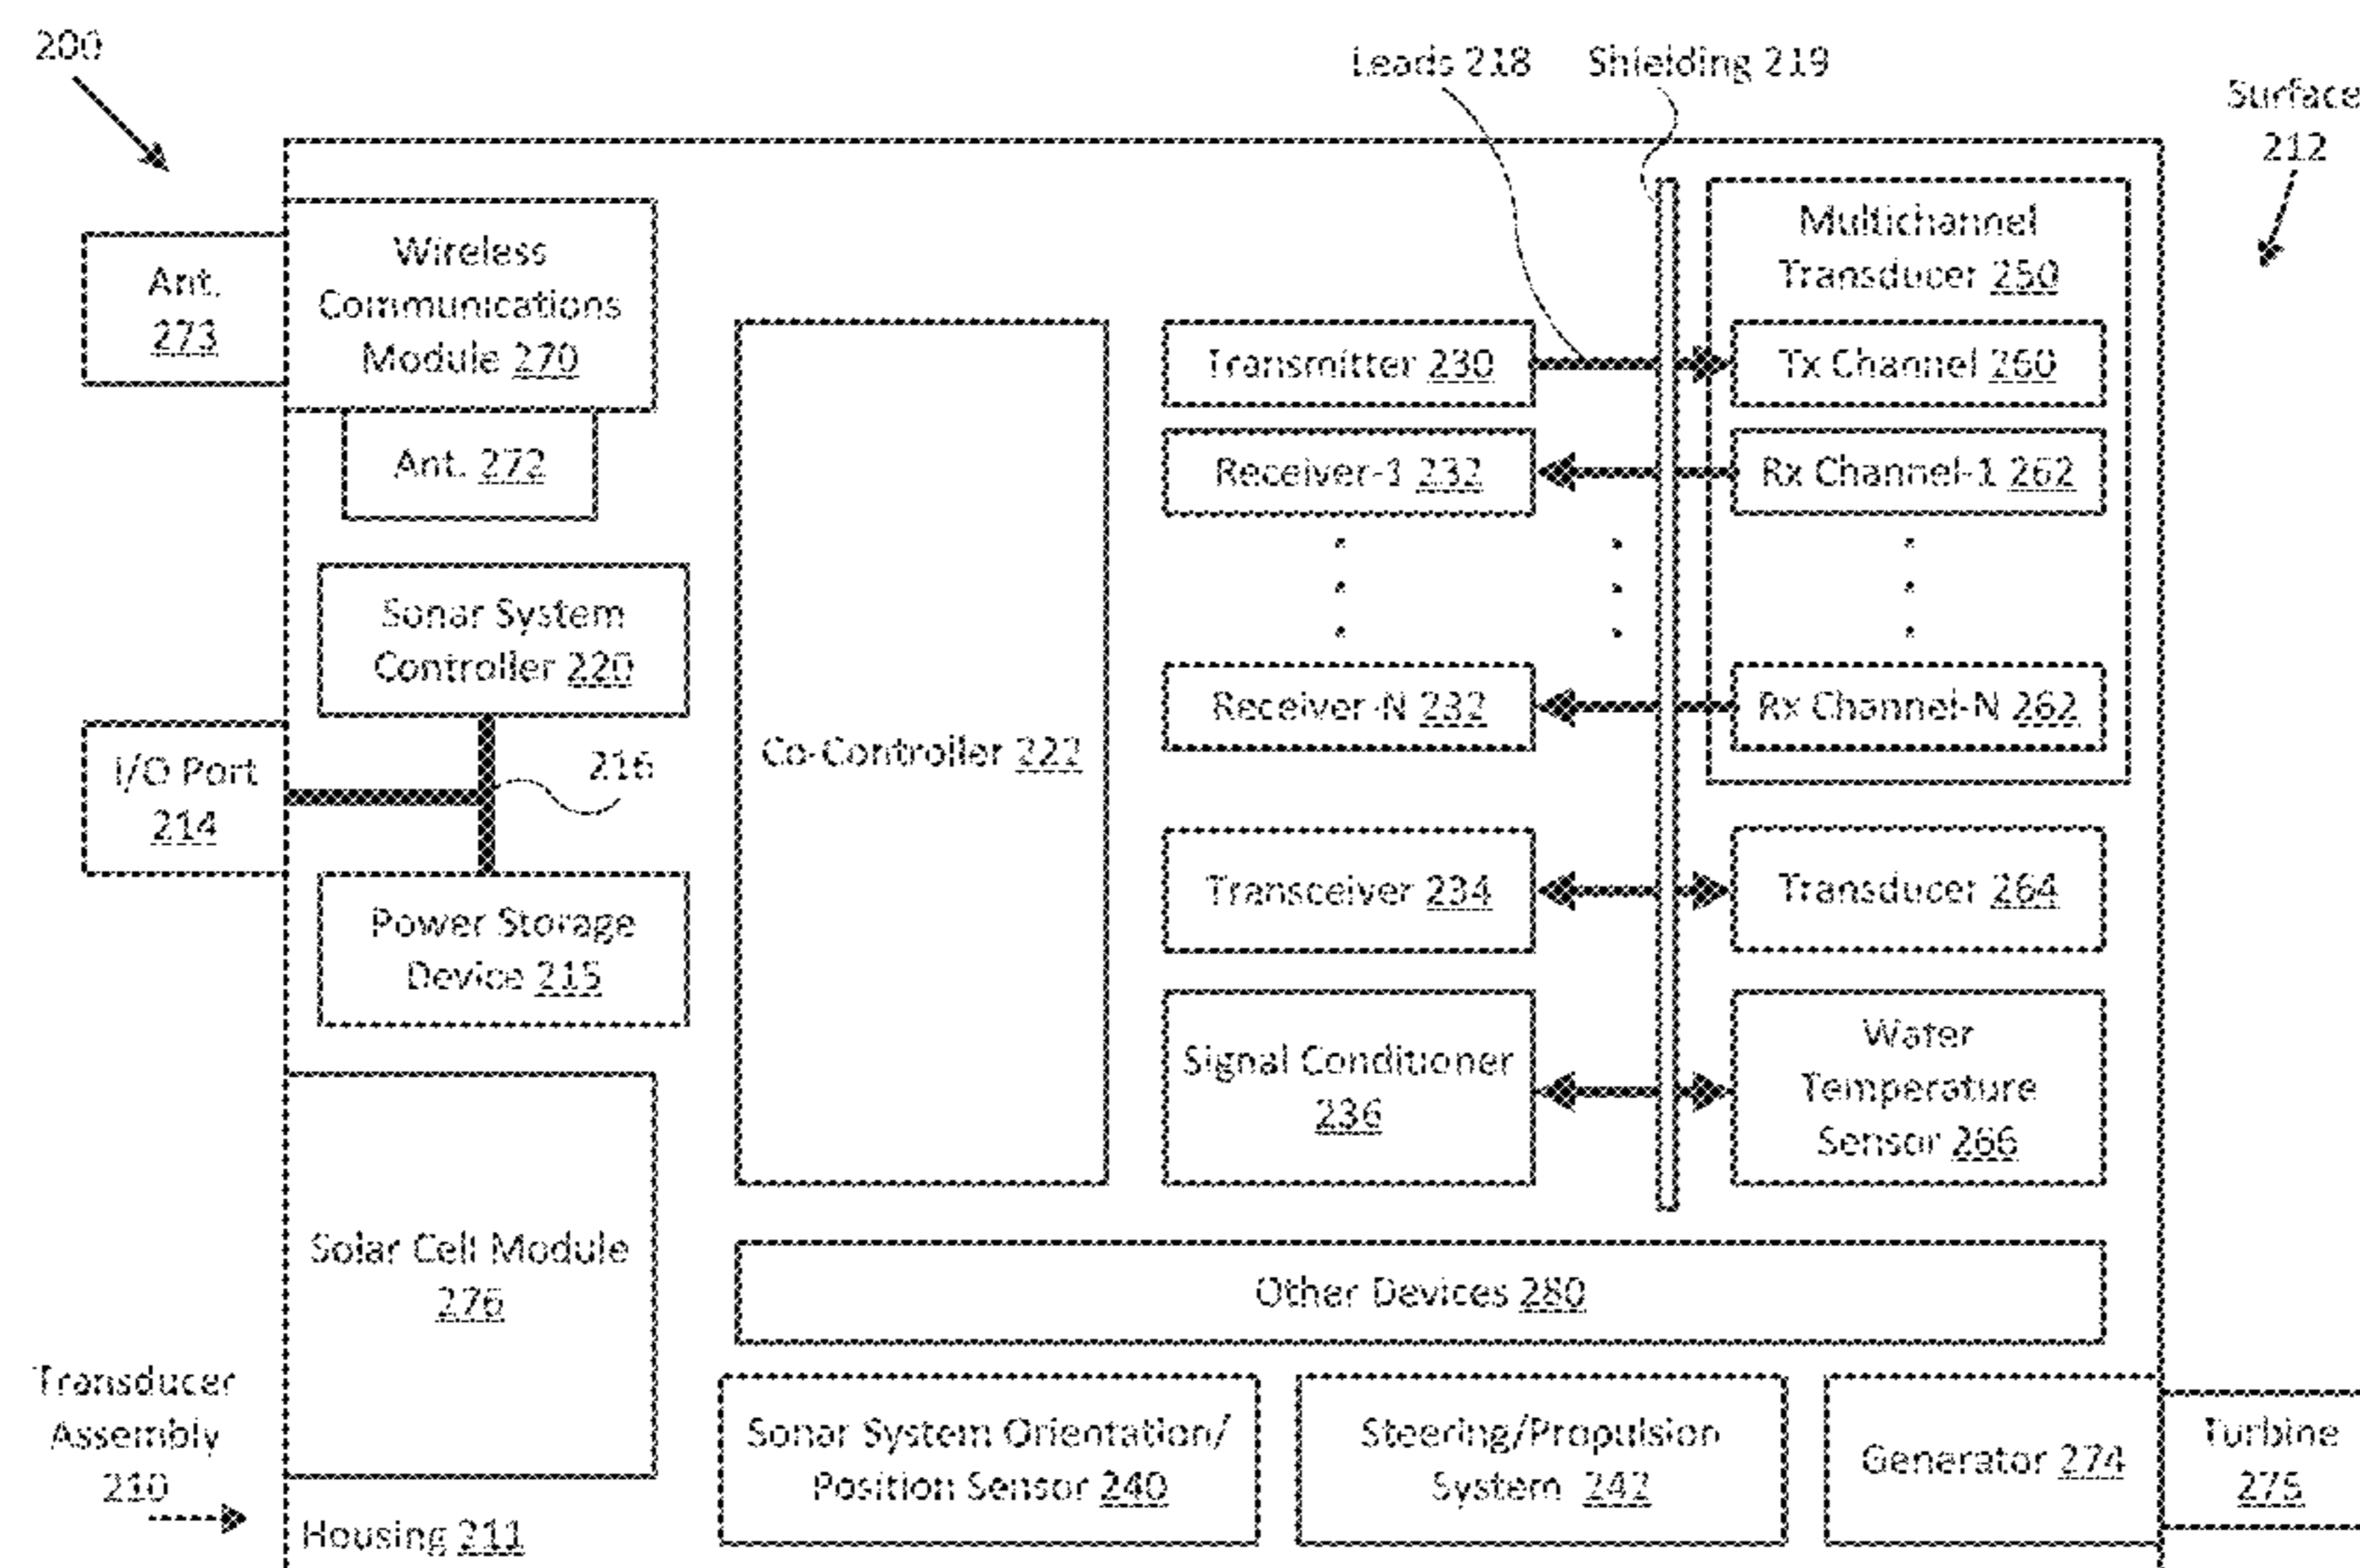 200
Leads 218
Shielding 219
Surface
212
Ant.
273
Wireless
Communications
Module 270
Ant. 272
Multichannel
Transducer 250
Transmitter 230
Tx Channel 260
Receiver-1 232
Rx Channel-1 262
Sonar System
Controller 220
Receiver-N 232
Rx Channel-N 262
Co-Controller 222
I/O Port
214
216
Power Storage
Device 215
Transceiver 234
Transducer 264
Signal Conditioner
236
Water
Temperature
Sensor 266
Solar Cell Module
276
Other Devices 280
Transducer
Assembly
210
Housing 211
Sonar System Orientation/
Position Sensor 240
Steering/Propulsion
System 242
Generator 274
Turbine
275